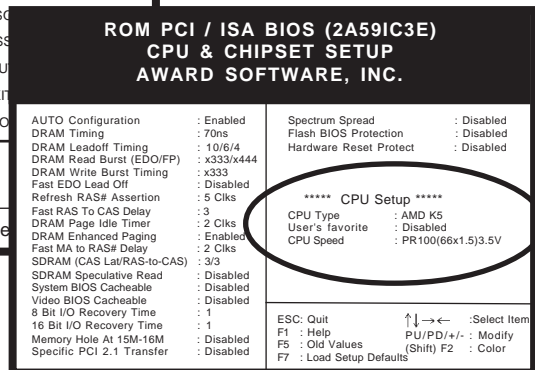 ROM PCI / ISA BIOS (2A59IC3E)
CPU & CHIPSET SETUP
AWARD SOFTWARE, INC.
AUTO Configuration : Enabled
DRAM Timing : 70ns
DRAM Leadoff Timing : 10/6/4
DRAM Read Burst (EDO/FP) : x333/x444
DRAM Write Burst Timing : x333
Fast EDO Lead Off : Disabled
Refresh RAS# Assertion : 5 Clks
Fast RAS To CAS Delay : 3
DRAM Page Idle Timer : 2 Clks
DRAM Enhanced Paging : Enabled
Fast MA to RAS# Delay : 2 Clks
SDRAM (CAS Lat/RAS-to-CAS) : 3/3
SDRAM Speculative Read : Disabled
System BIOS Cacheable : Disabled
Video BIOS Cacheable : Disabled
8 Bit I/O Recovery Time : 1
16 Bit I/O Recovery Time : 1
Memory Hole At 15M-16M : Disabled
Specific PCI 2.1 Transfer : Disabled
Spectrum Spread : Disabled
Flash BIOS Protection : Disabled
Hardware Reset Protect : Disabled
***** CPU Setup *****
CPU Type : AMD K5
User's favorite : Disabled
CPU Speed : PR100(66x1.5)3.5V
ESC: Quit ↑↓→← :Select Item
F1 : Help PU/PD/+/- : Modify
F5 : Old Values (Shift) F2 : Color
F7 : Load Setup Defaults